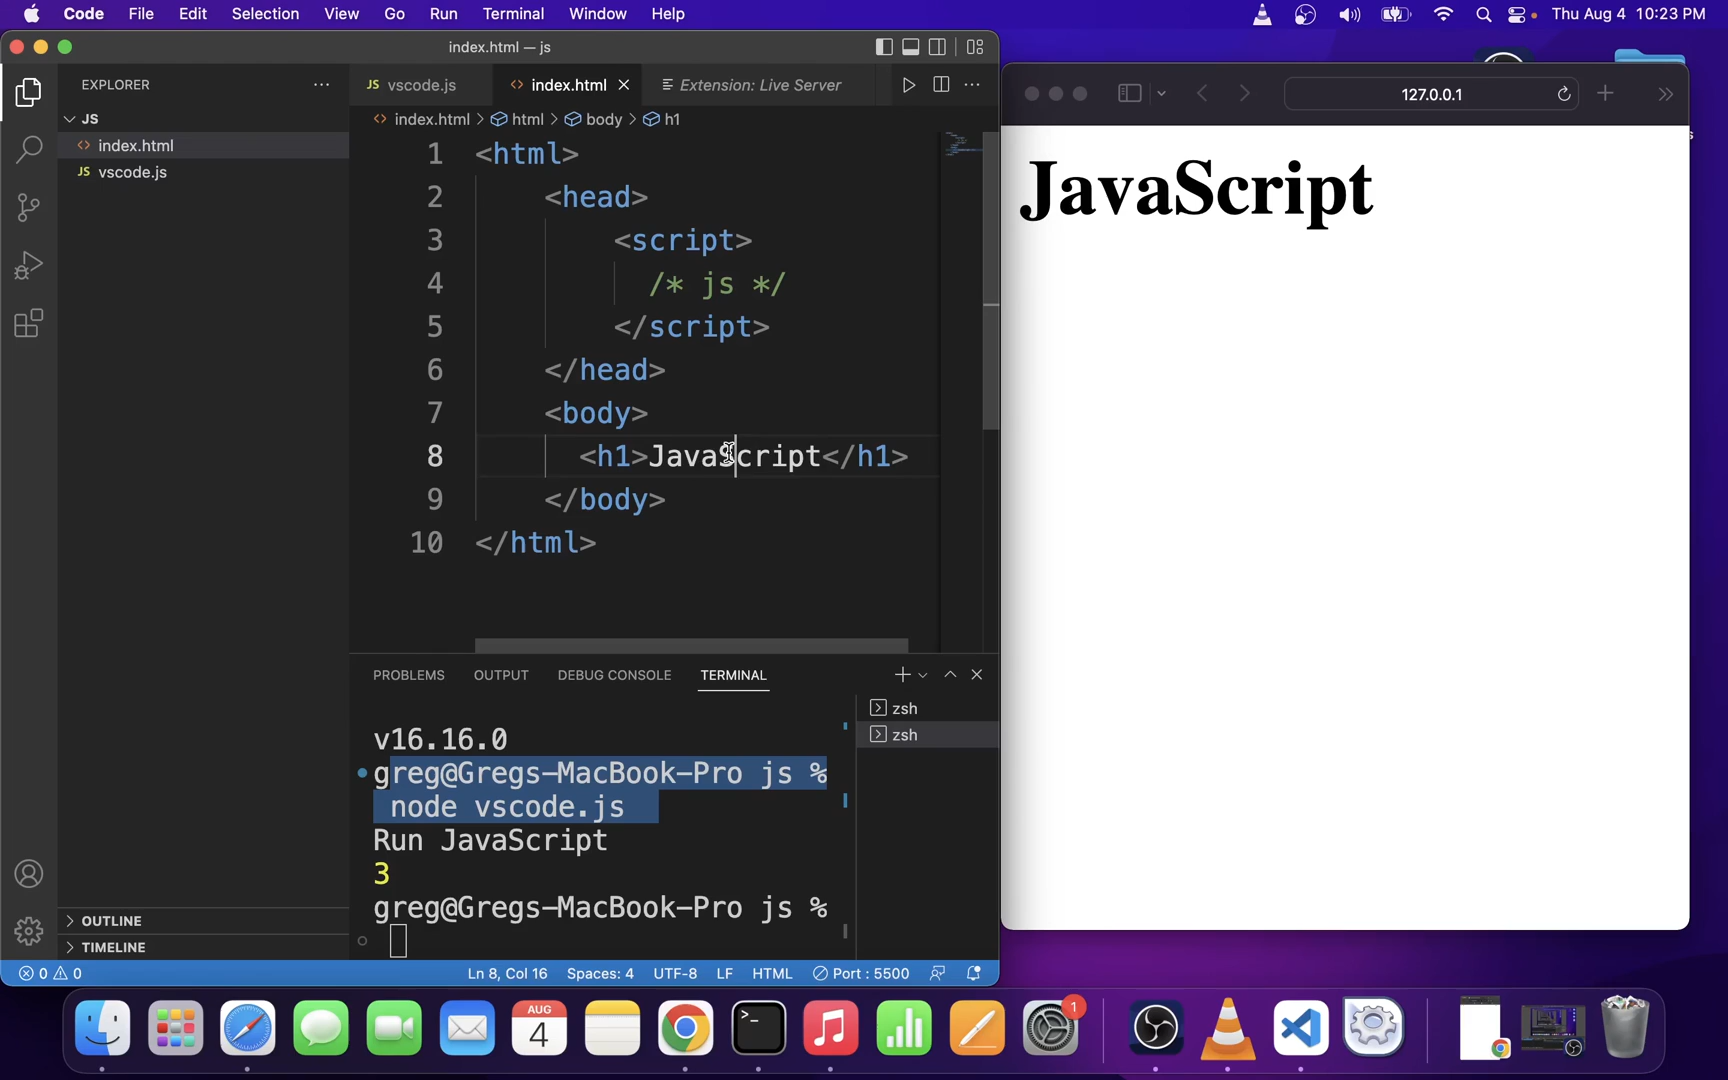 Code File Edit Selection View Go Run Terminal Window Help
Thu Aug 4 10:23 PM
index.html — js
EXPLORER
JS vscode.js
<> index.html
Extension: Live Server
127.0.0.1
JS
index.html > html > body > h1
<> index.html
JS vscode.js
1 <html>
2 <head>
3 <script>
4 /* js */
5 </script>
6 </head>
7 <body>
8 <h1>JavaScript</h1>
9 </body>
10 </html>
JavaScript
PROBLEMS OUTPUT DEBUG CONSOLE TERMINAL
v16.16.0
greg@Gregs-MacBook-Pro js %
node vscode.js
Run JavaScript
3
greg@Gregs-MacBook-Pro js %
zsh
zsh
OUTLINE
TIMELINE
0 0 Ln 8, Col 16 Spaces: 4 UTF-8 LF HTML Port : 5500
AUG
4
1